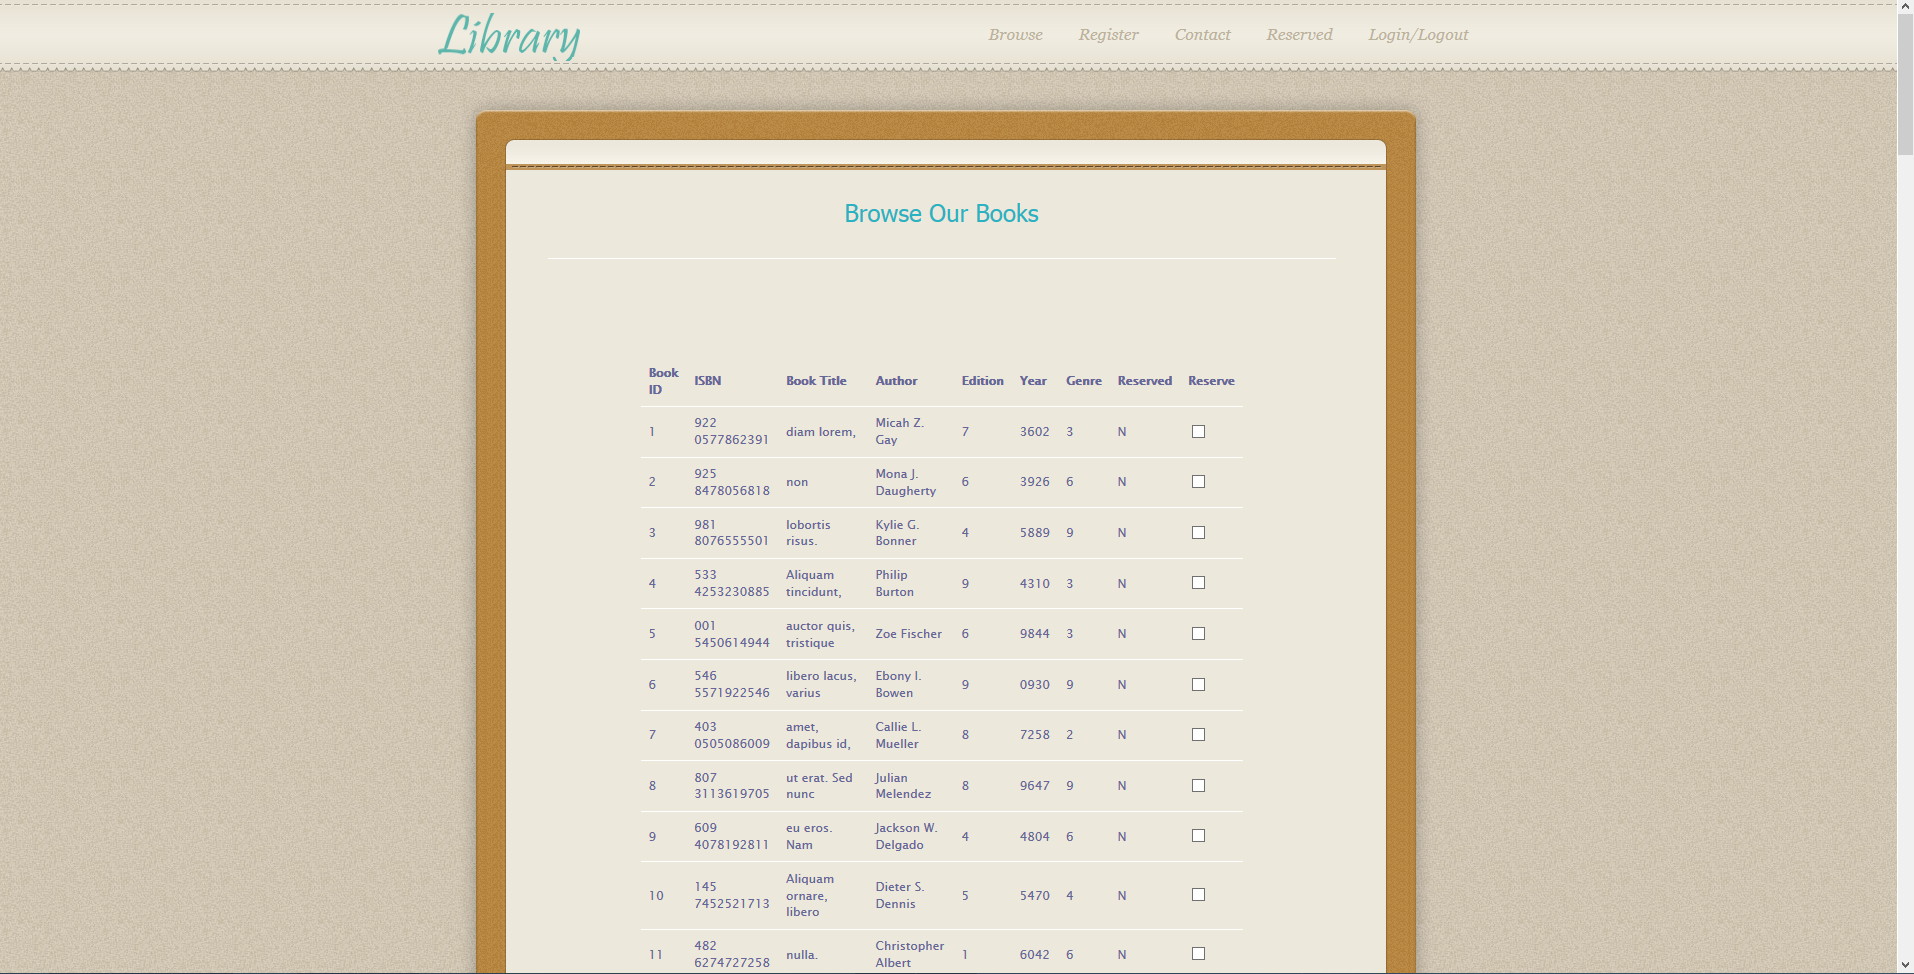 Library
Browse Register Contact Reserved Login/Logout
Browse Our Books
Book ID ISBN Book Title Author Edition Year Genre Reserved Reserve
1 922 0577862391 diam lorem, Micah Z. Gay 7 3602 3 N
2 925 8478056818 non Mona J. Daugherty 6 3926 6 N
3 981 8076555501 lobortis risus. Kylie G. Bonner 4 5889 9 N
4 533 4253230885 Aliquam tincidunt, Philip Burton 9 4310 3 N
5 001 5450614944 auctor quis, tristique Zoe Fischer 6 9844 3 N
6 546 5571922546 libero lacus, varius Ebony I. Bowen 9 0930 9 N
7 403 0505086009 amet, dapibus id, Callie L. Mueller 8 7258 2 N
8 807 3113619705 ut erat. Sed nunc Julian Melendez 8 9647 9 N
9 609 4078192811 eu eros. Nam Jackson W. Delgado 4 4804 6 N
10 145 7452521713 Aliquam ornare, libero Dieter S. Dennis 5 5470 4 N
11 482 6274727258 nulla. Christopher Albert 1 6042 6 N